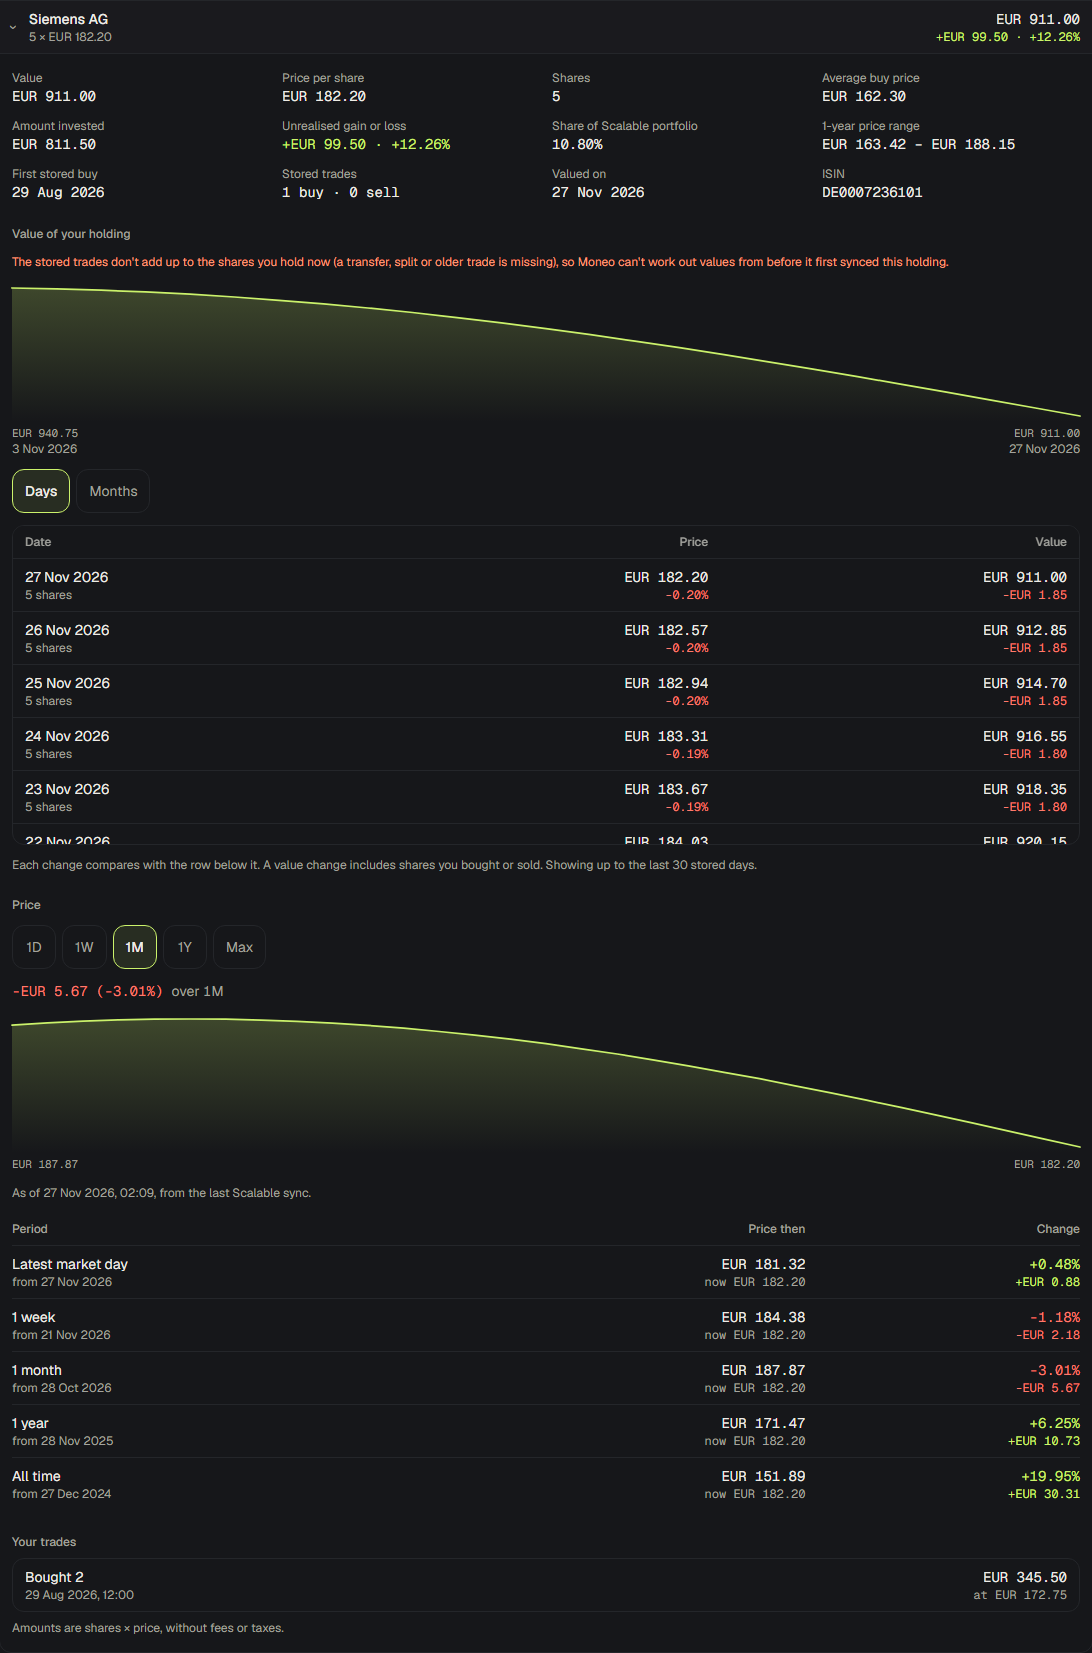 Siemens AG
5 × EUR 182.20
EUR 911.00
+EUR 99.50 · +12.26%
Value
EUR 911.00
Price per share
EUR 182.20
Shares
5
Average buy price
EUR 162.30
Amount invested
EUR 811.50
Unrealised gain or loss
+EUR 99.50 · +12.26%
Share of Scalable portfolio
10.80%
1-year price range
EUR 163.42 – EUR 188.15
First stored buy
29 Aug 2026
Stored trades
1 buy · 0 sell
Valued on
27 Nov 2026
ISIN
DE0007236101
Value of your holding
The stored trades don't add up to the shares you hold now (a transfer, split or older trade is missing), so Moneo can't work out values from before it first synced this holding.
EUR 940.75
3 Nov 2026
EUR 911.00
27 Nov 2026
Days
Months
Date Price Value
27 Nov 2026 EUR 182.20 EUR 911.00
5 shares -0.20% -EUR 1.85
26 Nov 2026 EUR 182.57 EUR 912.85
5 shares -0.20% -EUR 1.85
25 Nov 2026 EUR 182.94 EUR 914.70
5 shares -0.20% -EUR 1.85
24 Nov 2026 EUR 183.31 EUR 916.55
5 shares -0.19% -EUR 1.80
23 Nov 2026 EUR 183.67 EUR 918.35
5 shares -0.19% -EUR 1.80
22 Nov 2026 EUR 184.03 EUR 920.15
Each change compares with the row below it. A value change includes shares you bought or sold. Showing up to the last 30 stored days.
Price
1D 1W 1M 1Y Max
-EUR 5.67 (-3.01%) over 1M
EUR 187.87 EUR 182.20
As of 27 Nov 2026, 02:09, from the last Scalable sync.
Period Price then Change
Latest market day EUR 181.32 +0.48%
from 27 Nov 2026 now EUR 182.20 +EUR 0.88
1 week EUR 184.38 -1.18%
from 21 Nov 2026 now EUR 182.20 -EUR 2.18
1 month EUR 187.87 -3.01%
from 28 Oct 2026 now EUR 182.20 -EUR 5.67
1 year EUR 171.47 +6.25%
from 28 Nov 2025 now EUR 182.20 +EUR 10.73
All time EUR 151.89 +19.95%
from 27 Dec 2024 now EUR 182.20 +EUR 30.31
Your trades
Bought 2 EUR 345.50
29 Aug 2026, 12:00 at EUR 172.75
Amounts are shares × price, without fees or taxes.